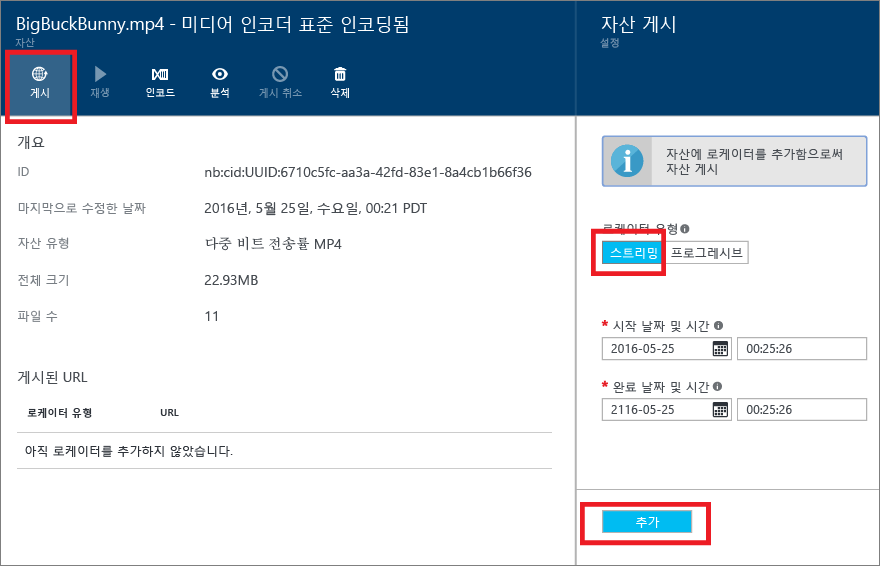 BigBuckBunny.mp4 - 미디어 인코더 표준 인코딩됨
자산
게시
재생
인코드
분석
게시 취소
삭제
개요
ID nb:cid:UUID:6710c5fc-aa3a-42fd-83e1-8a4cb1b66f36
마지막으로 수정한 날짜 2016년, 5월 25일, 수요일, 00:21 PDT
자산 유형 다중 비트 전송률 MP4
전체 크기 22.93MB
파일 수 11
게시된 URL
로케이터 유형 URL
아직 로케이터를 추가하지 않았습니다.
자산 게시
설정
자산에 로케이터를 추가함으로써
자산 게시
로케이터 유형
스트리밍 프로그레시브
* 시작 날짜 및 시간
2016-05-25 00:25:26
* 완료 날짜 및 시간
2116-05-25 00:25:26
추가